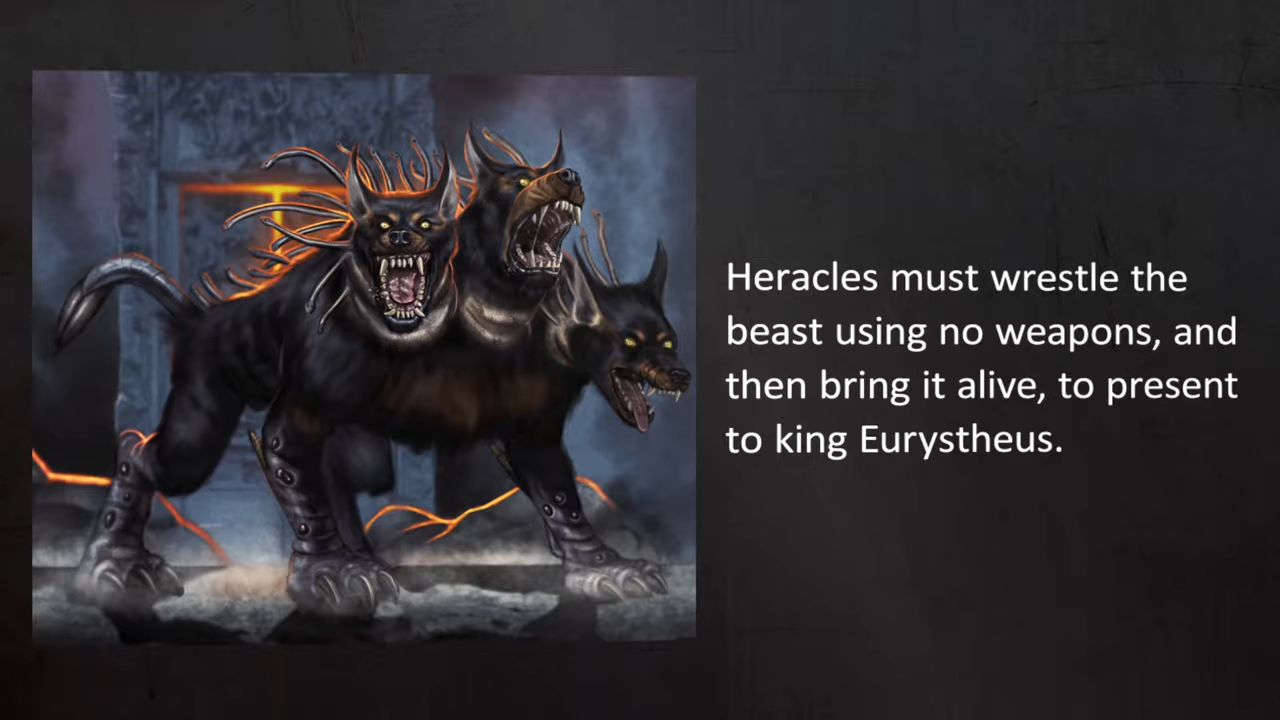 Heracles must wrestle the
beast using no weapons, and
then bring it alive, to present
to king Eurystheus.